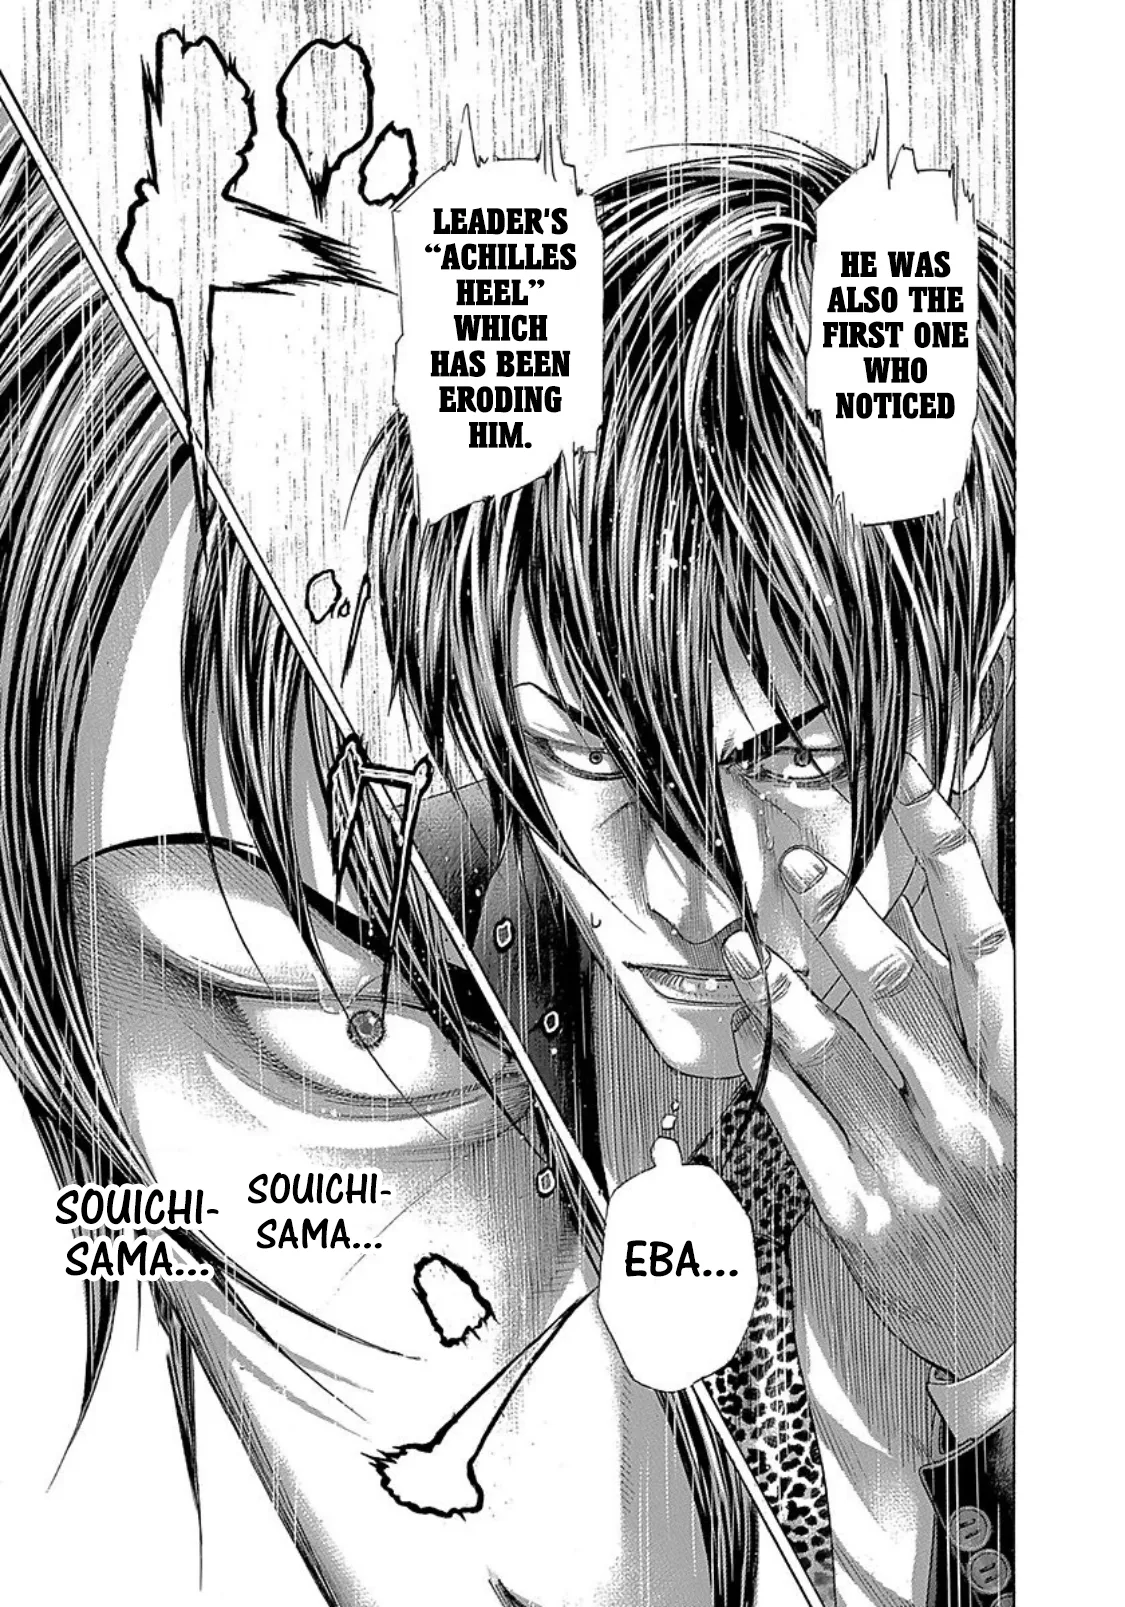 HE WAS
ALSO THE
FIRST ONE
WHO
NOTICED
LEADER'S
“ACHILLES
HEEL”
WHICH
HAS BEEN
ERODING
HIM.
EBA...
SOUICHI-
SAMA...
SOUICHI-
SAMA...